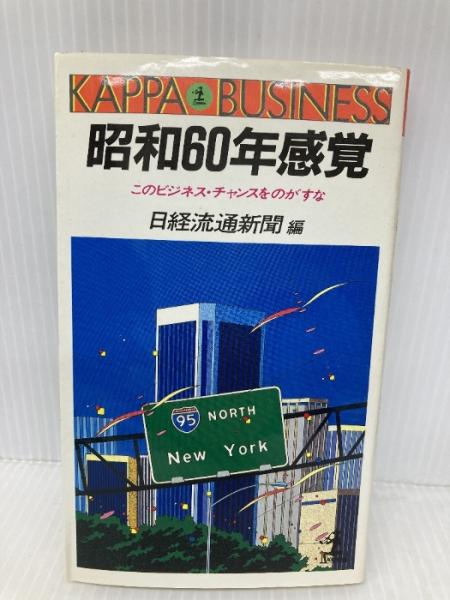 KAPPA BUSINESS
昭和60年感覚
このビジネス・チャンスをのがすな
日経流通新聞 編
95 NORTH
New York